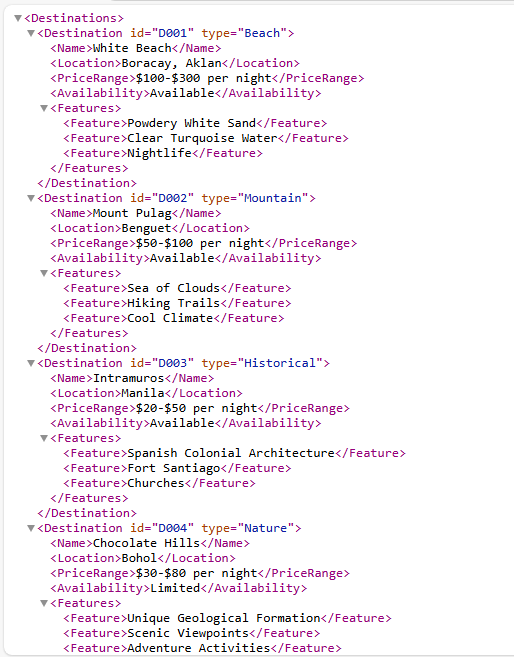 <Destinations>
<Destination id="D001" type="Beach">
<Name>White Beach</Name>
<Location>Boracay, Aklan</Location>
<PriceRange>$100-$300 per night</PriceRange>
<Availability>Available</Availability>
<Features>
<Feature>Powdery White Sand</Feature>
<Feature>Clear Turquoise Water</Feature>
<Feature>Nightlife</Feature>
</Features>
</Destination>
<Destination id="D002" type="Mountain">
<Name>Mount Pulag</Name>
<Location>Benguet</Location>
<PriceRange>$50-$100 per night</PriceRange>
<Availability>Available</Availability>
<Features>
<Feature>Sea of Clouds</Feature>
<Feature>Hiking Trails</Feature>
<Feature>Cool Climate</Feature>
</Features>
</Destination>
<Destination id="D003" type="Historical">
<Name>Intramuros</Name>
<Location>Manila</Location>
<PriceRange>$20-$50 per night</PriceRange>
<Availability>Available</Availability>
<Features>
<Feature>Spanish Colonial Architecture</Feature>
<Feature>Fort Santiago</Feature>
<Feature>Churches</Feature>
</Features>
</Destination>
<Destination id="D004" type="Nature">
<Name>Chocolate Hills</Name>
<Location>Bohol</Location>
<PriceRange>$30-$80 per night</PriceRange>
<Availability>Limited</Availability>
<Features>
<Feature>Unique Geological Formation</Feature>
<Feature>Scenic Viewpoints</Feature>
<Feature>Adventure Activities</Feature>